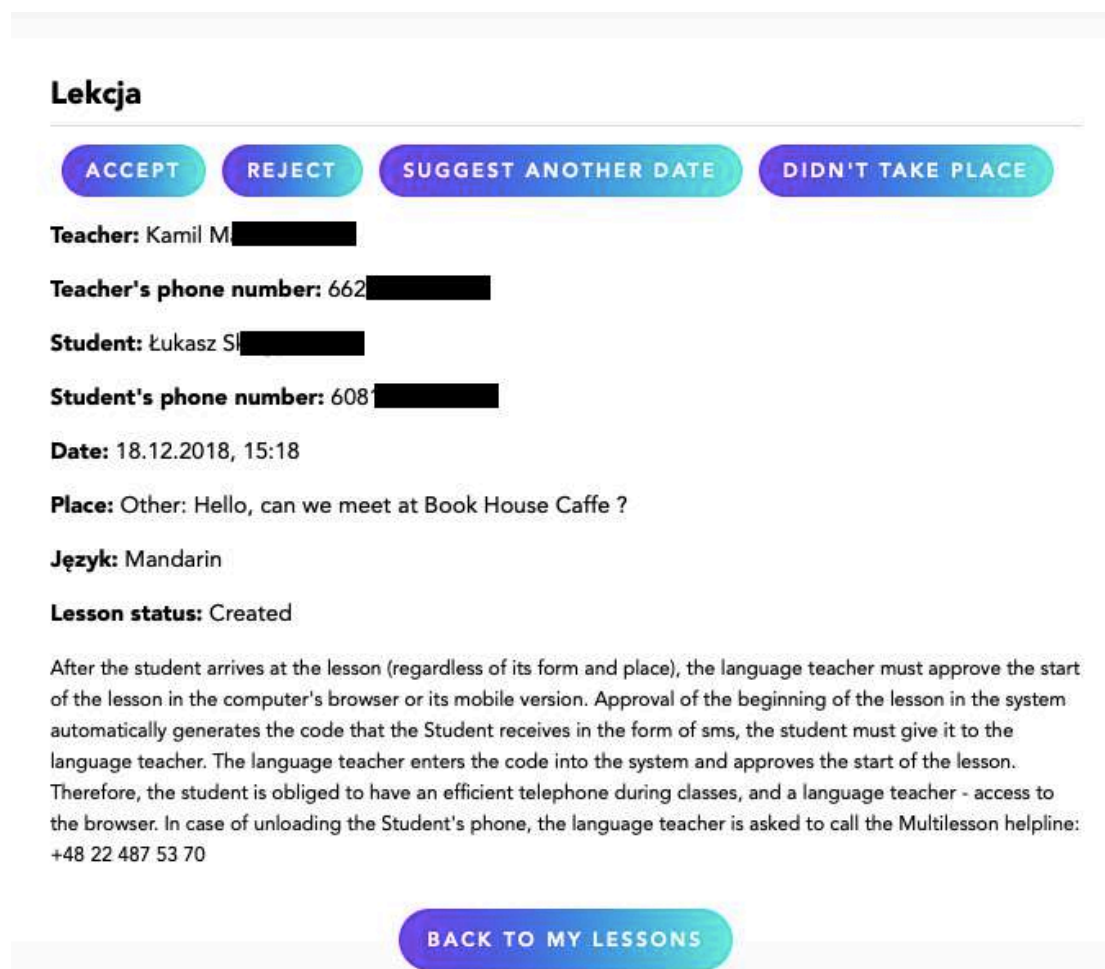 Lekcja
ACCEPT REJECT SUGGEST ANOTHER DATE DIDN'T TAKE PLACE
Teacher: Kamil M
Teacher's phone number: 662
Student: Łukasz Sk
Student's phone number: 6081
Date: 18.12.2018, 15:18
Place: Other: Hello, can we meet at Book House Caffe ?
Język: Mandarin
Lesson status: Created
After the student arrives at the lesson (regardless of its form and place), the language teacher must approve the start
of the lesson in the computer's browser or its mobile version. Approval of the beginning of the lesson in the system
automatically generates the code that the Student receives in the form of sms, the student must give it to the
language teacher. The language teacher enters the code into the system and approves the start of the lesson.
Therefore, the student is obliged to have an efficient telephone during classes, and a language teacher - access to
the browser. In case of unloading the Student's phone, the language teacher is asked to call the Multilesson helpline:
+48 22 487 53 70
BACK TO MY LESSONS